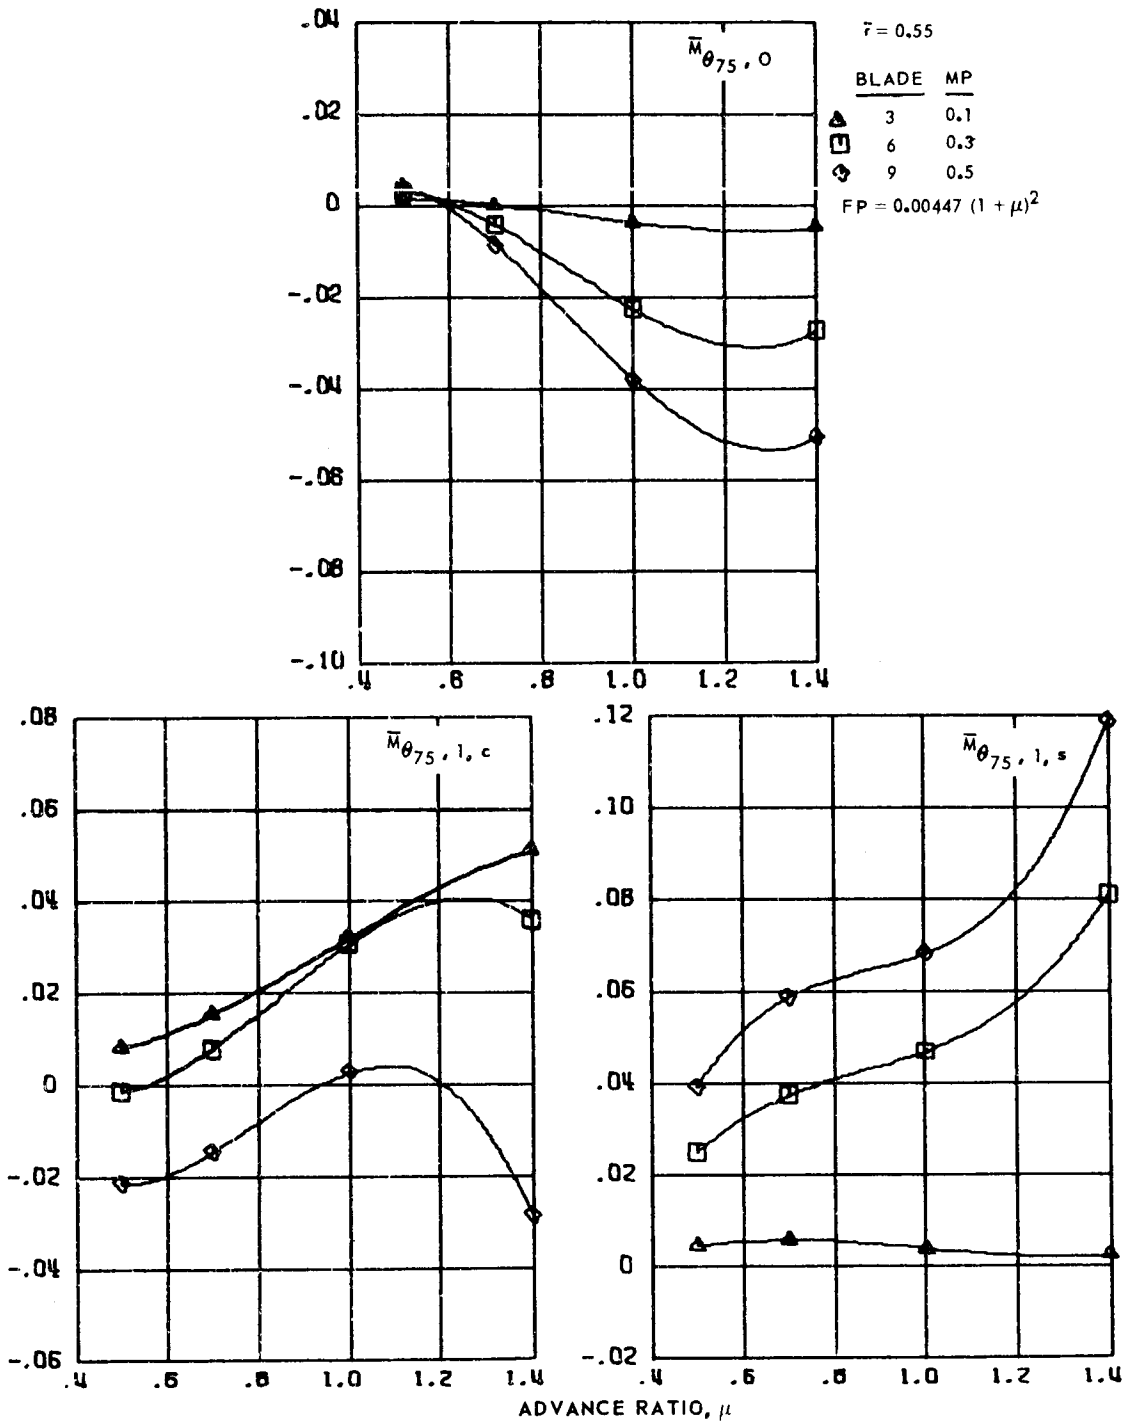 .04
.02
0
-.02
-.04
-.06
-.08
-.10
.4 .6 .8 1.0 1.2 1.4
M̄θ75, 0
r̄ = 0.55
BLADE MP
3 0.1
6 0.3
9 0.5
FP = 0.00447 (1 + μ)²
.08
.06
.04
.02
0
-.02
-.04
-.06
.4 .6 .8 1.0 1.2 1.4
M̄θ75, 1, c
.12
.10
.08
.06
.04
.02
0
-.02
.4 .6 .8 1.0 1.2 1.4
M̄θ75, 1, s
ADVANCE RATIO, μ